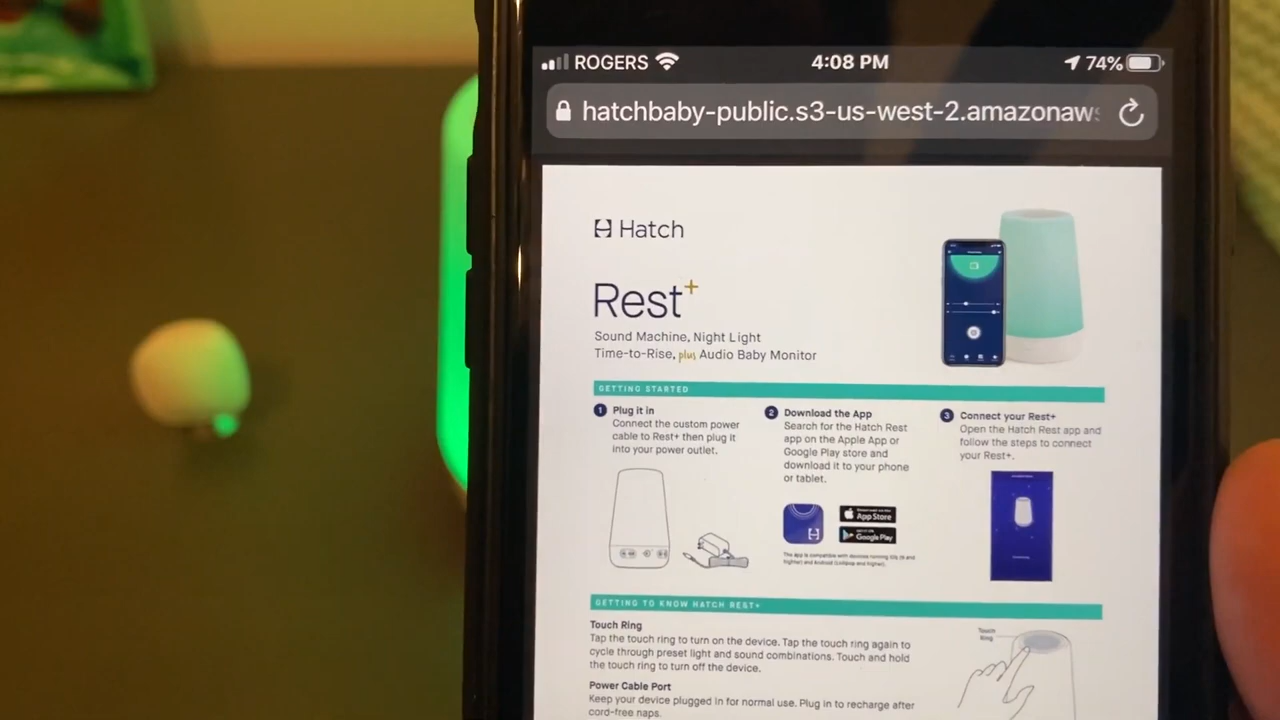 ROGERS 4:08 PM 74%
hatchbaby-public.s3-us-west-2.amazonaws
Hatch
Rest+
Sound Machine, Night Light
Time-to-Rise, plus Audio Baby Monitor
GETTING STARTED
1 Plug it in
Connect the custom power
cable to Rest+ then plug it
into your power outlet.
2 Download the App
Search for the Hatch Rest
app on the Apple App or
Google Play store and
download it to your phone
or tablet.
App Store
Google Play
3 Connect your Rest+
Open the Hatch Rest app and
follow the steps to connect
your Rest+.
GETTING TO KNOW HATCH REST+
Touch Ring
Tap the touch ring to turn on the device. Tap the touch ring again to
cycle through preset light and sound combinations. Touch and hold
the touch ring to turn off the device.
Touch
Ring
Power Cable Port
Keep your device plugged in for normal use. Plug in to recharge after
cord-free naps.